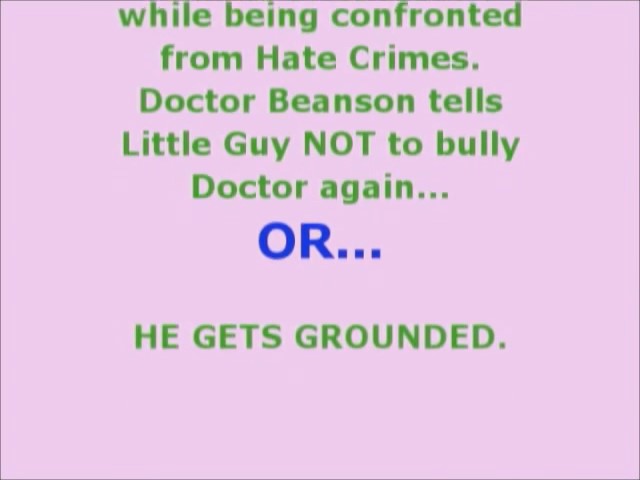 while being confronted
from Hate Crimes.
Doctor Beanson tells
Little Guy NOT to bully
Doctor again...
OR...
HE GETS GROUNDED.